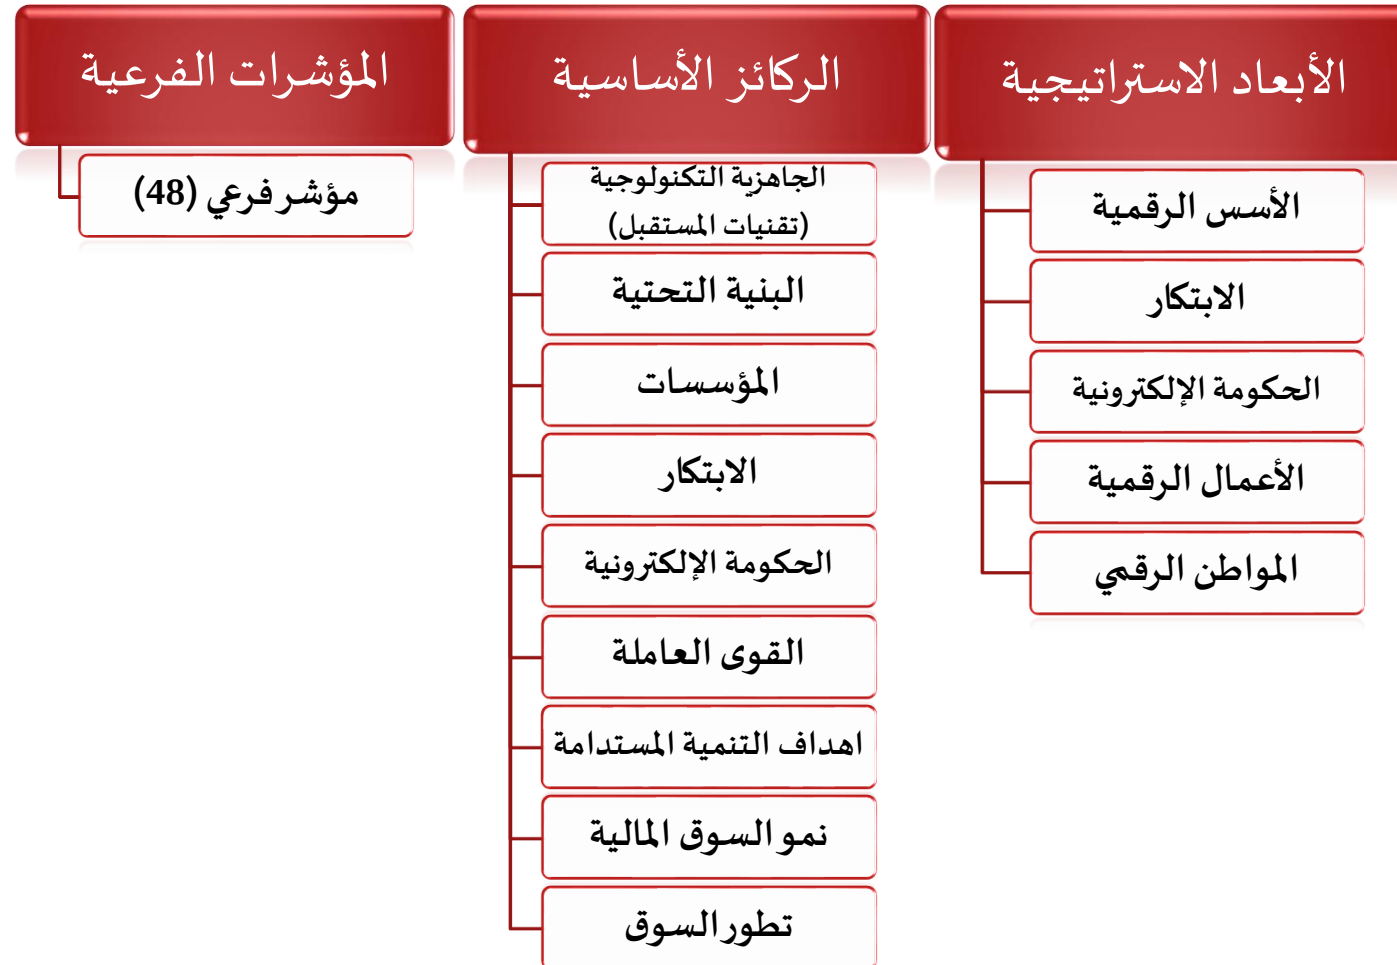 الأبعاد الاستراتيجية
الأسس الرقمية
الابتكار
الحكومة الإلكترونية
الأعمال الرقمية
المواطن الرقمي
الركائز الأساسية
الجاهزية التكنولوجية
(تقنيات المستقبل)
البنية التحتية
المؤسسات
الابتكار
الحكومة الإلكترونية
القوى العاملة
اهداف التنمية المستدامة
نمو السوق المالية
تطور السوق
المؤشرات الفرعية
مؤشر فرعي (48)